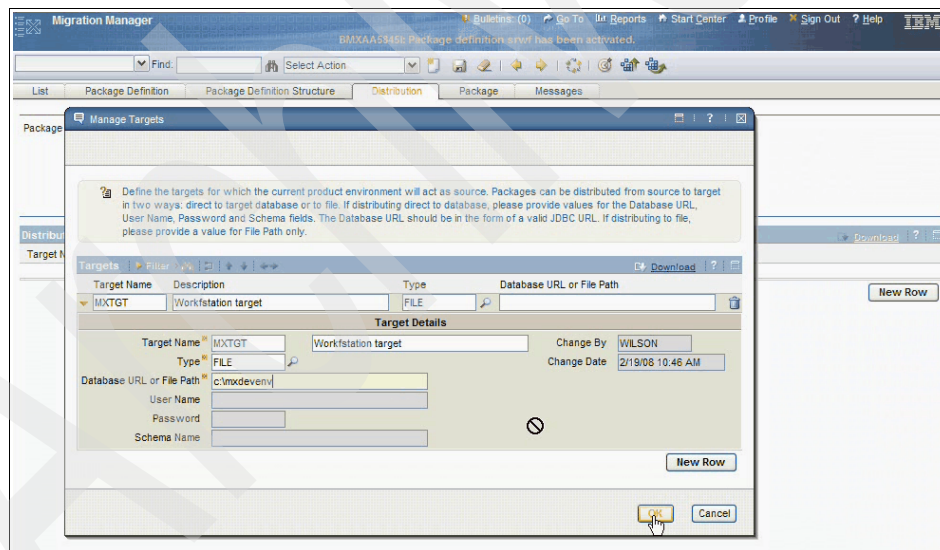 Migration Manager
Bulletins: (0) Go To Reports Start Center Profile Sign Out ? Help IBM
BMXAA5345I: Package definition srwf has been activated.
Find: Select Action
List Package Definition Package Definition Structure Distribution Package Messages
Package
Manage Targets ?
Define the targets for which the current product environment will act as source. Packages can be distributed from source to target
in two ways: direct to target database or to file. If distributing direct to database, please provide values for the Database URL,
User Name, Password and Schema fields. The Database URL should be in the form of a valid JDBC URL. If distributing to file,
please provide a value for File Path only.
Distribut Download ?
Target N
Targets Filter Download ?
Target Name Description Type Database URL or File Path
New Row
MXTGT Workfstation target FILE
Target Details
Target Name MXTGT Workfstation target Change By WILSON
Type FILE Change Date 2/19/08 10:46 AM
Database URL or File Path c:\mxdevenv
User Name
Password
Schema Name
New Row
OK Cancel